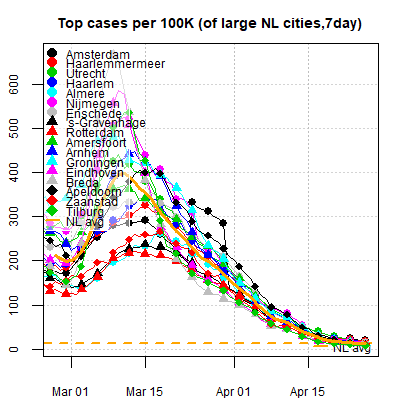 Top cases per 100K (of large NL cities,7day)
Amsterdam
Haarlemmermeer
Utrecht
Haarlem
Almere
Nijmegen
Enschede
's-Gravenhage
Rotterdam
Amersfoort
Arnhem
Groningen
Eindhoven
Breda
Apeldoorn
Zaanstad
Tilburg
NL avg
600
500
400
300
200
100
0
NL avg
Mar 01 Mar 15 Apr 01 Apr 15